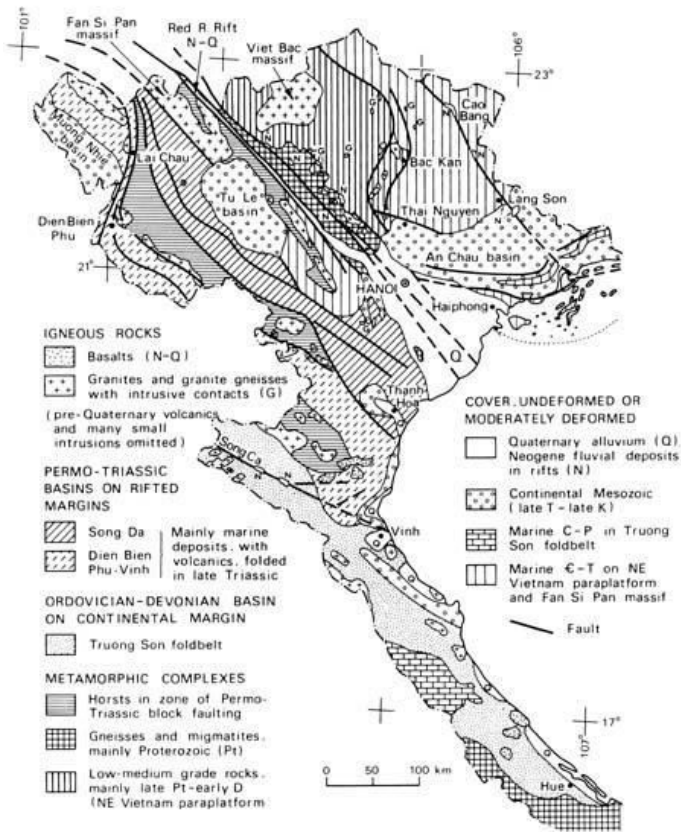 101°
Fan Si Pan
massif
Red R. Rift
N-Q
Viet Bac
massif
106°
23°
Cao
Bang
Muong Nhie
basin
Lai Chau
Bac Kan
Tu Le
basin
Thai Nguyen
Lang Son
Dien Bien
Phu
An Chau basin
21°
HANOI
Haiphong
Q
Thanh
Hoa
Song Ca
Vinh
17°
107°
Hue
G
G
G
G
N
N
N
N
N
N
IGNEOUS ROCKS
Basalts (N-Q)
Granites and granite gneisses
with intrusive contacts (G)
(pre-Quaternary volcanics
and many small
intrusions omitted)
PERMO-TRIASSIC
BASINS ON RIFTED
MARGINS
Song Da
Dien Bien
Phu-Vinh
Mainly marine
deposits, with
volcanics, folded
in late Triassic
ORDOVICIAN-DEVONIAN BASIN
ON CONTINENTAL MARGIN
Truong Son foldbelt
METAMORPHIC COMPLEXES
Horsts in zone of Permo-
Triassic block faulting
Gneisses and migmatites,
mainly Proterozoic (Pt)
Low-medium grade rocks,
mainly late Pt-early D
(NE Vietnam paraplatform
COVER, UNDEFORMED OR
MODERATELY DEFORMED
Quaternary alluvium (Q)
Neogene fluvial deposits
in rifts (N)
Continental Mesozoic
(late T-late K)
Marine C-P in Truong
Son foldbelt
Marine Є-T on NE
Vietnam paraplatform
and Fan Si Pan massif
Fault
0 50 100 km